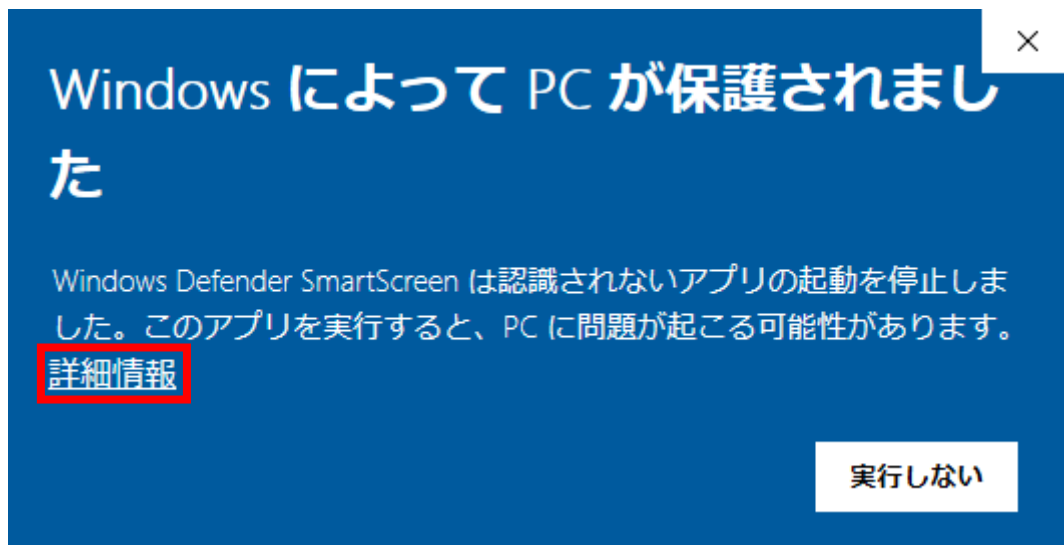 Windows によって PC が保護されまし
た
Windows Defender SmartScreen は認識されないアプリの起動を停止しま
した。このアプリを実行すると、PC に問題が起こる可能性があります。
詳細情報
実行しない